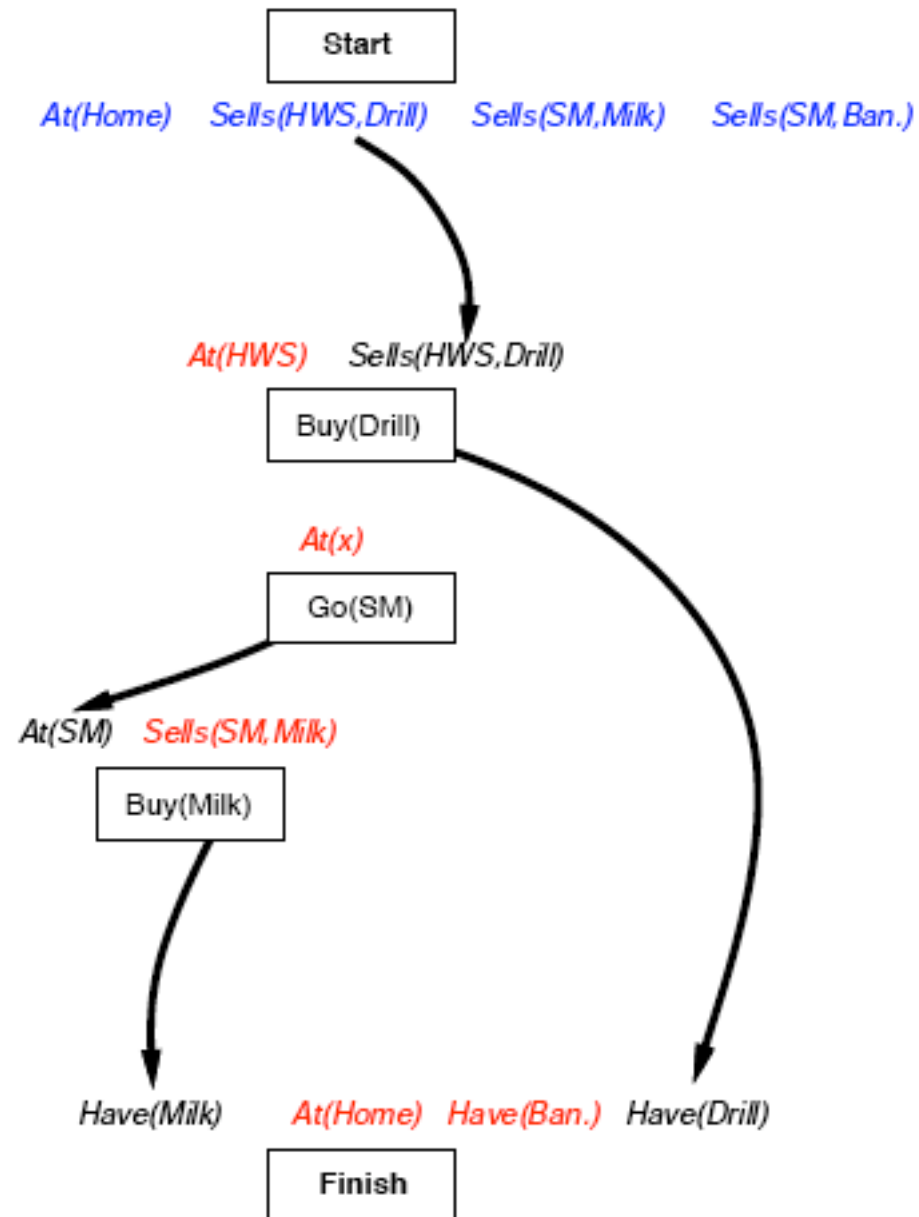 Start
At(Home) Sells(HWS,Drill) Sells(SM,Milk) Sells(SM,Ban.)
At(HWS) Sells(HWS,Drill)
Buy(Drill)
At(x)
Go(SM)
At(SM) Sells(SM,Milk)
Buy(Milk)
Have(Milk) At(Home) Have(Ban.) Have(Drill)
Finish